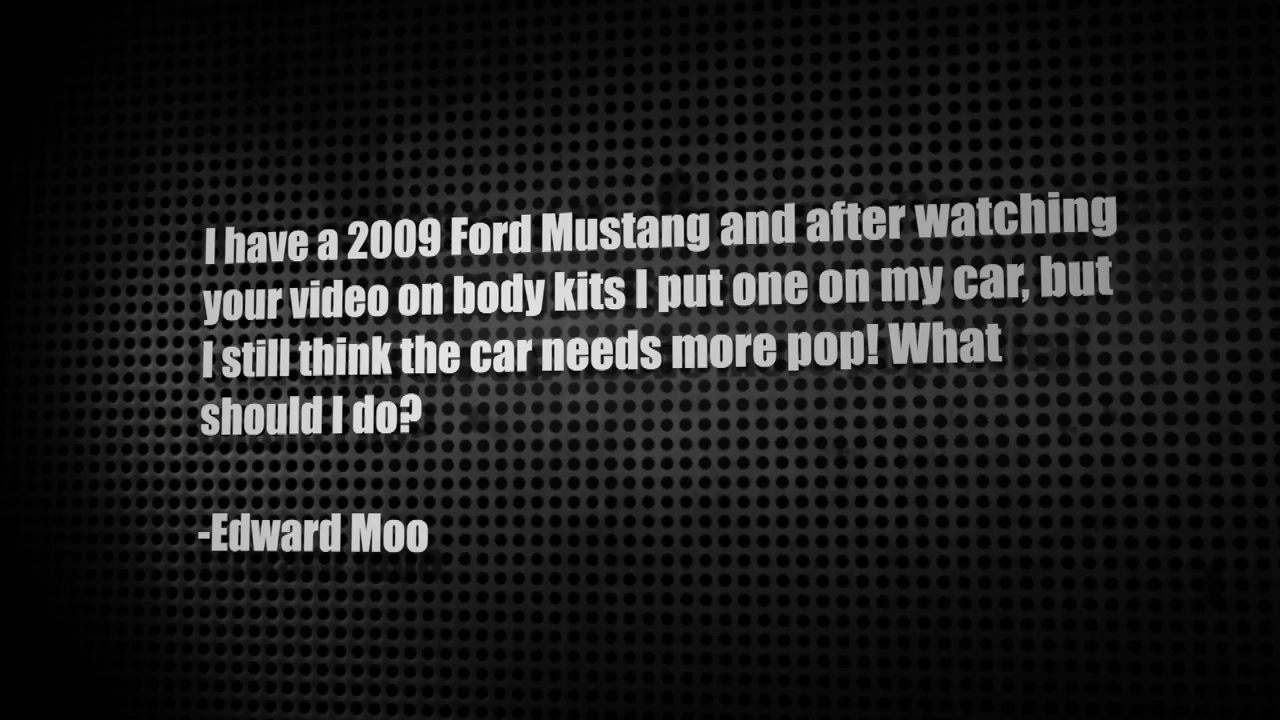 I have a 2009 Ford Mustang and after watching
your video on body kits I put one on my car, but
I still think the car needs more pop! What
should I do?
-Edward Moo